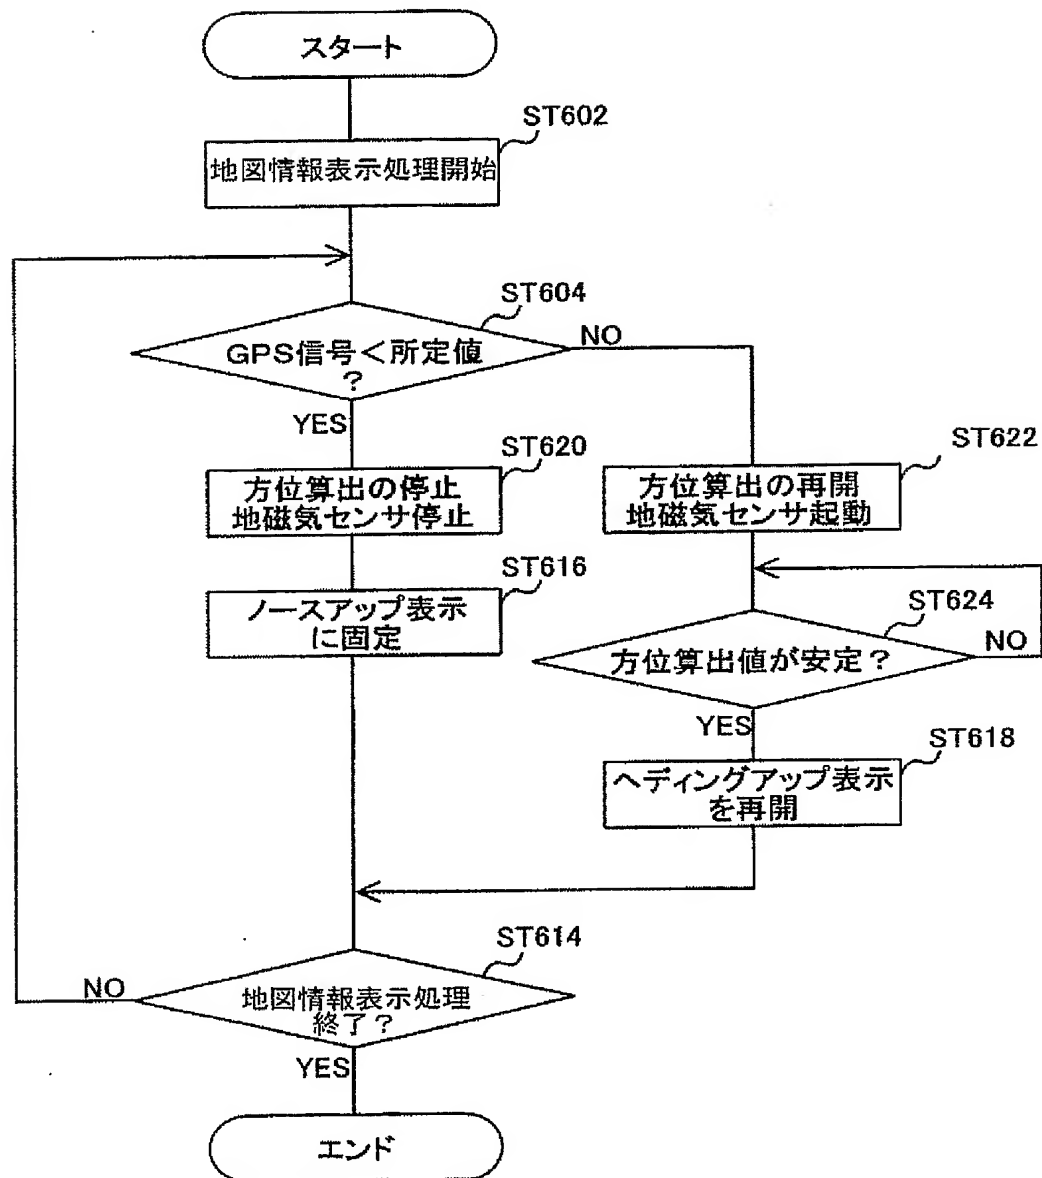 スタート
ST602
地図情報表示処理開始
ST604
GPS信号<所定値
?
NO
YES
ST620
方位算出の停止
地磁気センサ停止
ST622
方位算出の再開
地磁気センサ起動
ST616
ノースアップ表示
に固定
ST624
方位算出値が安定?
NO
YES
ST618
ヘディングアップ表示
を再開
ST614
地図情報表示処理
終了?
NO
YES
エンド